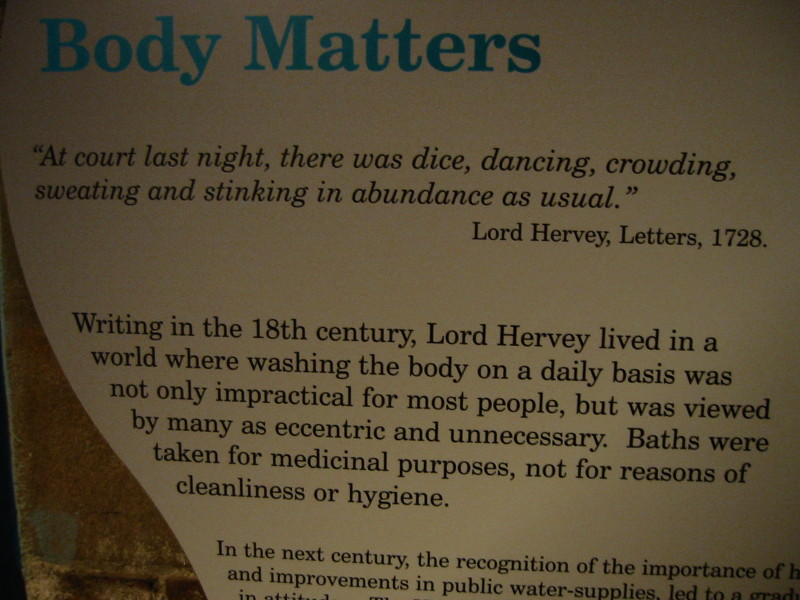 Body Matters
"At court last night, there was dice, dancing, crowding,
sweating and stinking in abundance as usual."
Lord Hervey, Letters, 1728.
Writing in the 18th century, Lord Hervey lived in a
world where washing the body on a daily basis was
not only impractical for most people, but was viewed
by many as eccentric and unnecessary. Baths were
taken for medicinal purposes, not for reasons of
cleanliness or hygiene.
In the next century, the recognition of the importance of
and improvements in public water-supplies, led to a
in